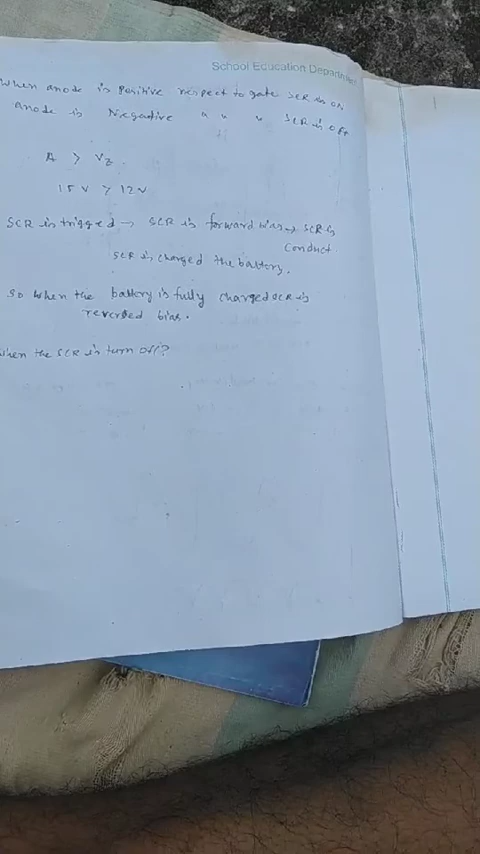 School Education Department
When anode is Positive respect to gate SCR is on
anode is Negative " " " SCR is off
A > Vz.
15 V > 12V
SCR is trigged → SCR is forward bias → SCR is
conduct.
SCR is charged the battery.
So when the battery is fully charged SCR is
reversed bias.
When the SCR is turn off?